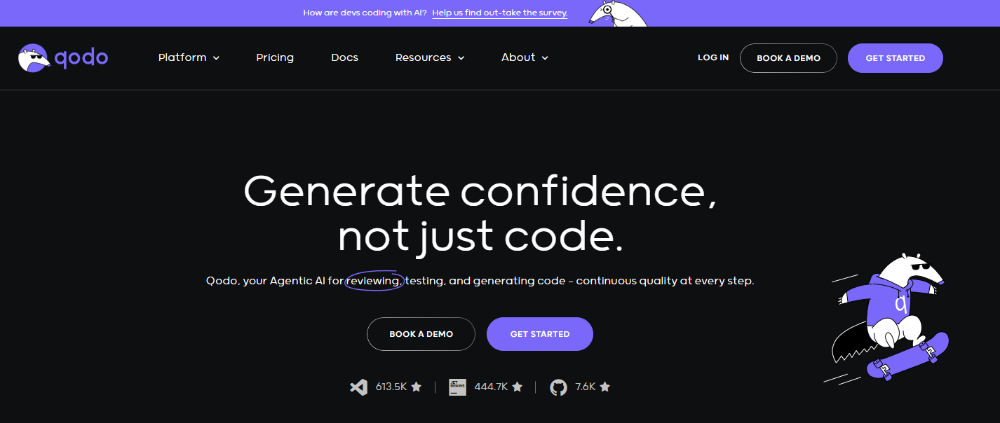 How are devs coding with AI? Help us find out-take the survey.
qodo Platform Pricing Docs Resources About LOG IN BOOK A DEMO GET STARTED
Generate confidence,
not just code.
Qodo, your Agentic AI for reviewing, testing, and generating code - continuous quality at every step.
q
BOOK A DEMO GET STARTED
613.5K JET BRAINS 444.7K 7.6K